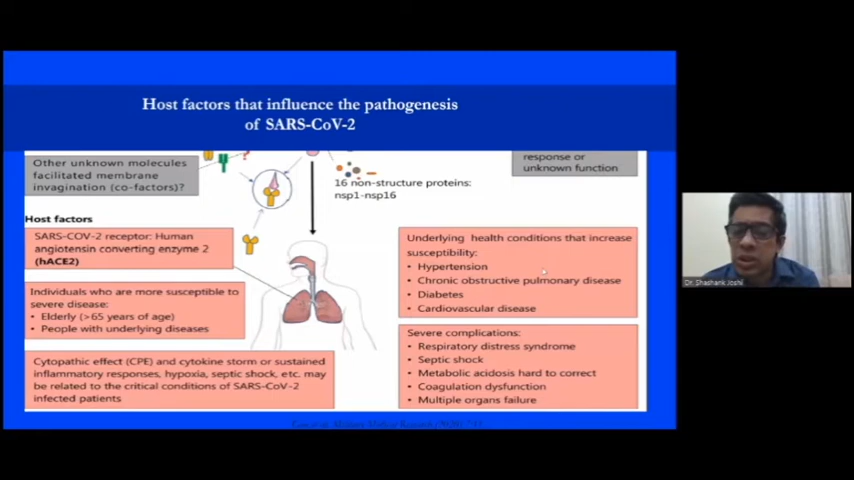 Host factors that influence the pathogenesis
of SARS-CoV-2
Other unknown molecules
facilitated membrane
invagination (co-factors)?
?
16 non-structure proteins:
nsp1-nsp16
response or
unknown function
Host factors
SARS-COV-2 receptor: Human
angiotensin converting enzyme 2
(hACE2)
Individuals who are more susceptible to
severe disease:
• Elderly (>65 years of age)
• People with underlying diseases
Cytopathic effect (CPE) and cytokine storm or sustained
inflammatory responses, hypoxia, septic shock, etc. may
be related to the critical conditions of SARS-CoV-2
infected patients
Underlying health conditions that increase
susceptibility:
• Hypertension
• Chronic obstructive pulmonary disease
• Diabetes
• Cardiovascular disease
Severe complications:
• Respiratory distress syndrome
• Septic shock
• Metabolic acidosis hard to correct
• Coagulation dysfunction
• Multiple organs failure
Military Medical Research (2020) 7:11
Dr. Shashank Joshi